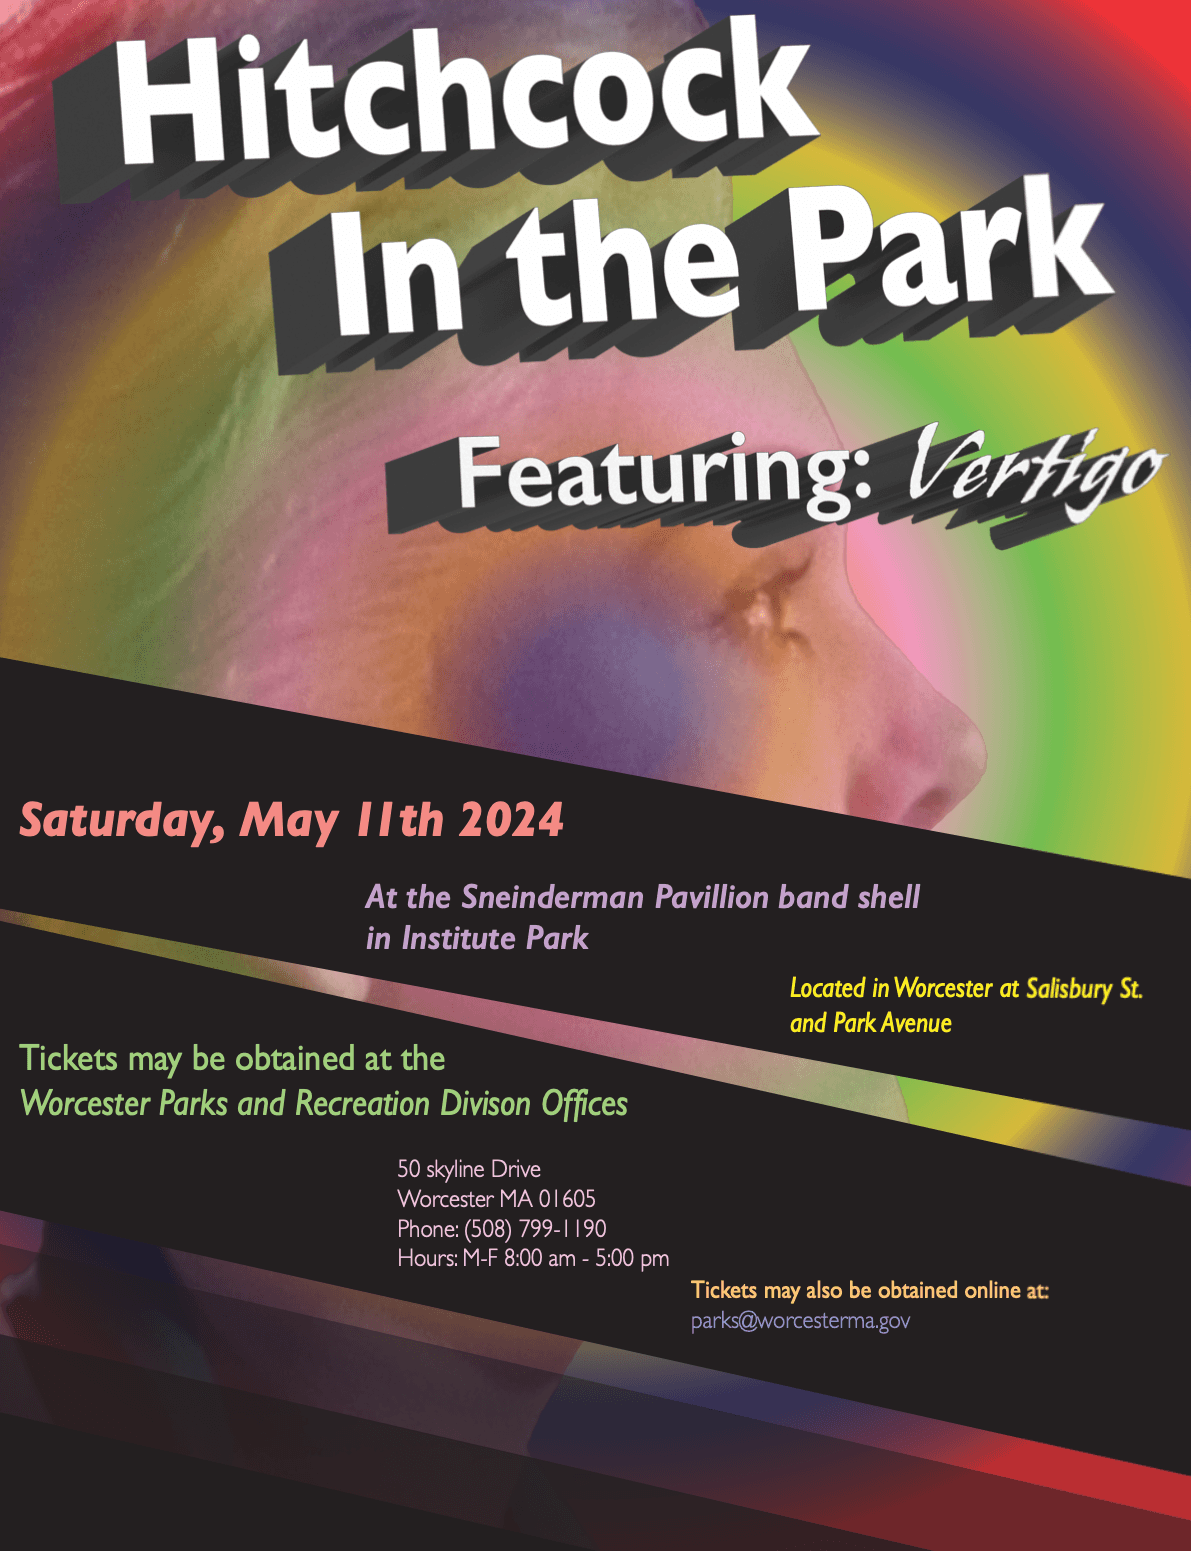 Hitchcock
In the Park
Featuring: Vertigo
Saturday, May 11th 2024
At the Sneinderman Pavillion band shell
in Institute Park
Located in Worcester at Salisbury St.
and Park Avenue
Tickets may be obtained at the
Worcester Parks and Recreation Divison Offices
50 skyline Drive
Worcester MA 01605
Phone: (508) 799-1190
Hours: M-F 8:00 am - 5:00 pm
Tickets may also be obtained online at:
parks@worcesterma.gov